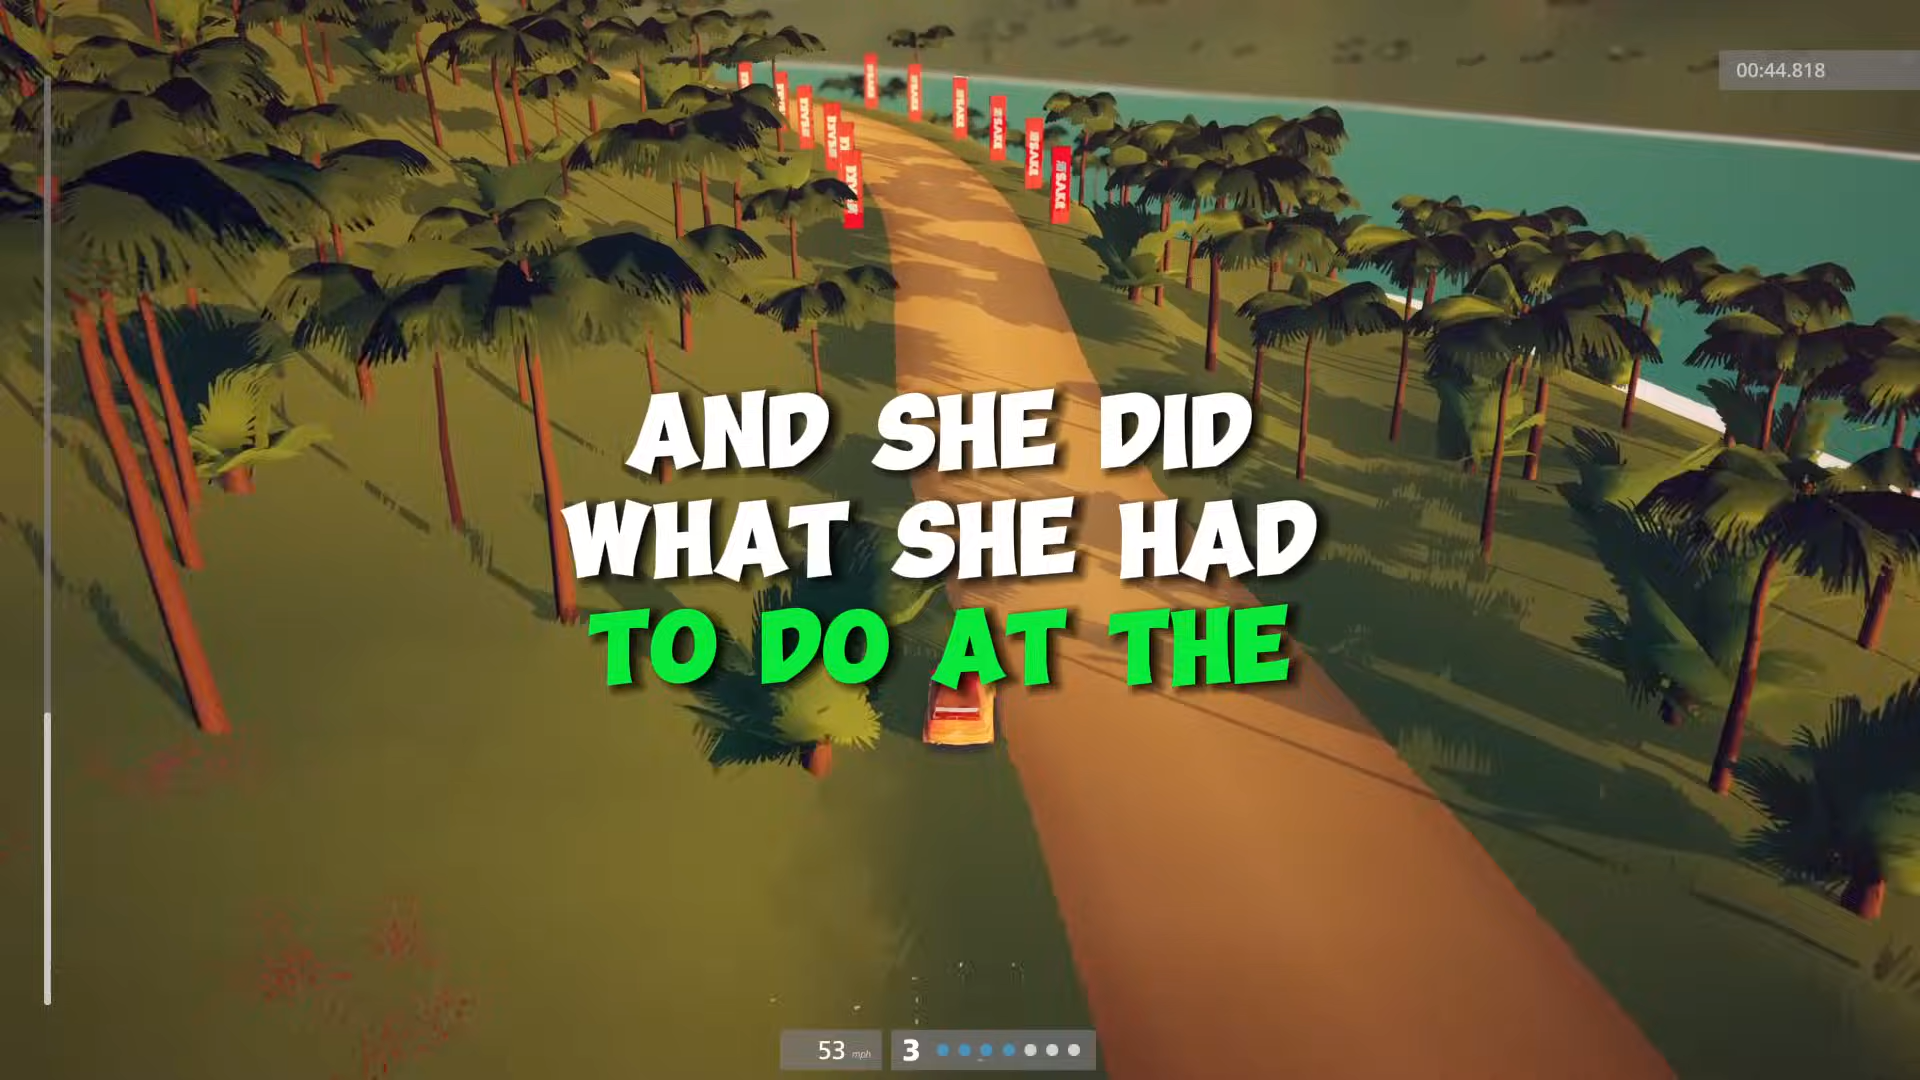 00:44.818
AND SHE DID
WHAT SHE HAD
TO DO AT THE
53 mph
3